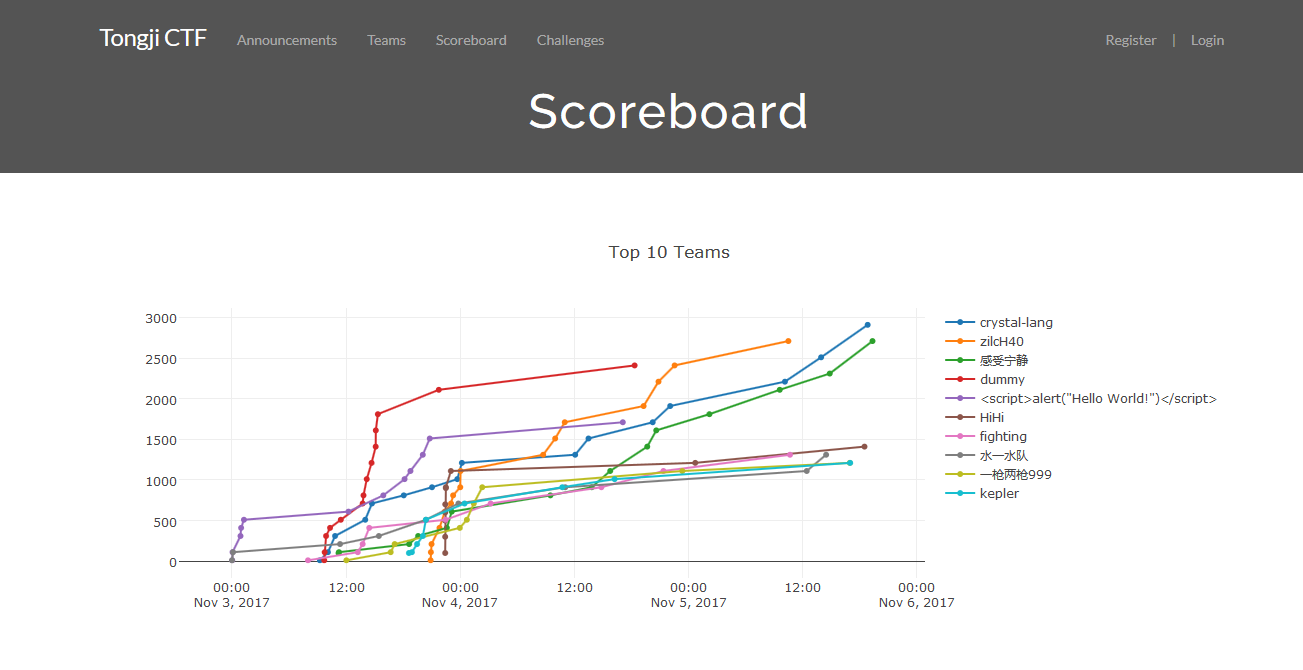 Tongji CTF Announcements Teams Scoreboard Challenges Register | Login
Scoreboard
Top 10 Teams
3000
2500
2000
1500
1000
500
0
00:00 12:00 00:00 12:00 00:00 12:00 00:00
Nov 3, 2017 Nov 4, 2017 Nov 5, 2017 Nov 6, 2017
crystal-lang
zilcH40
感受宁静
dummy
<script>alert("Hello World!")</script>
HiHi
fighting
水一水队
一枪两枪999
kepler